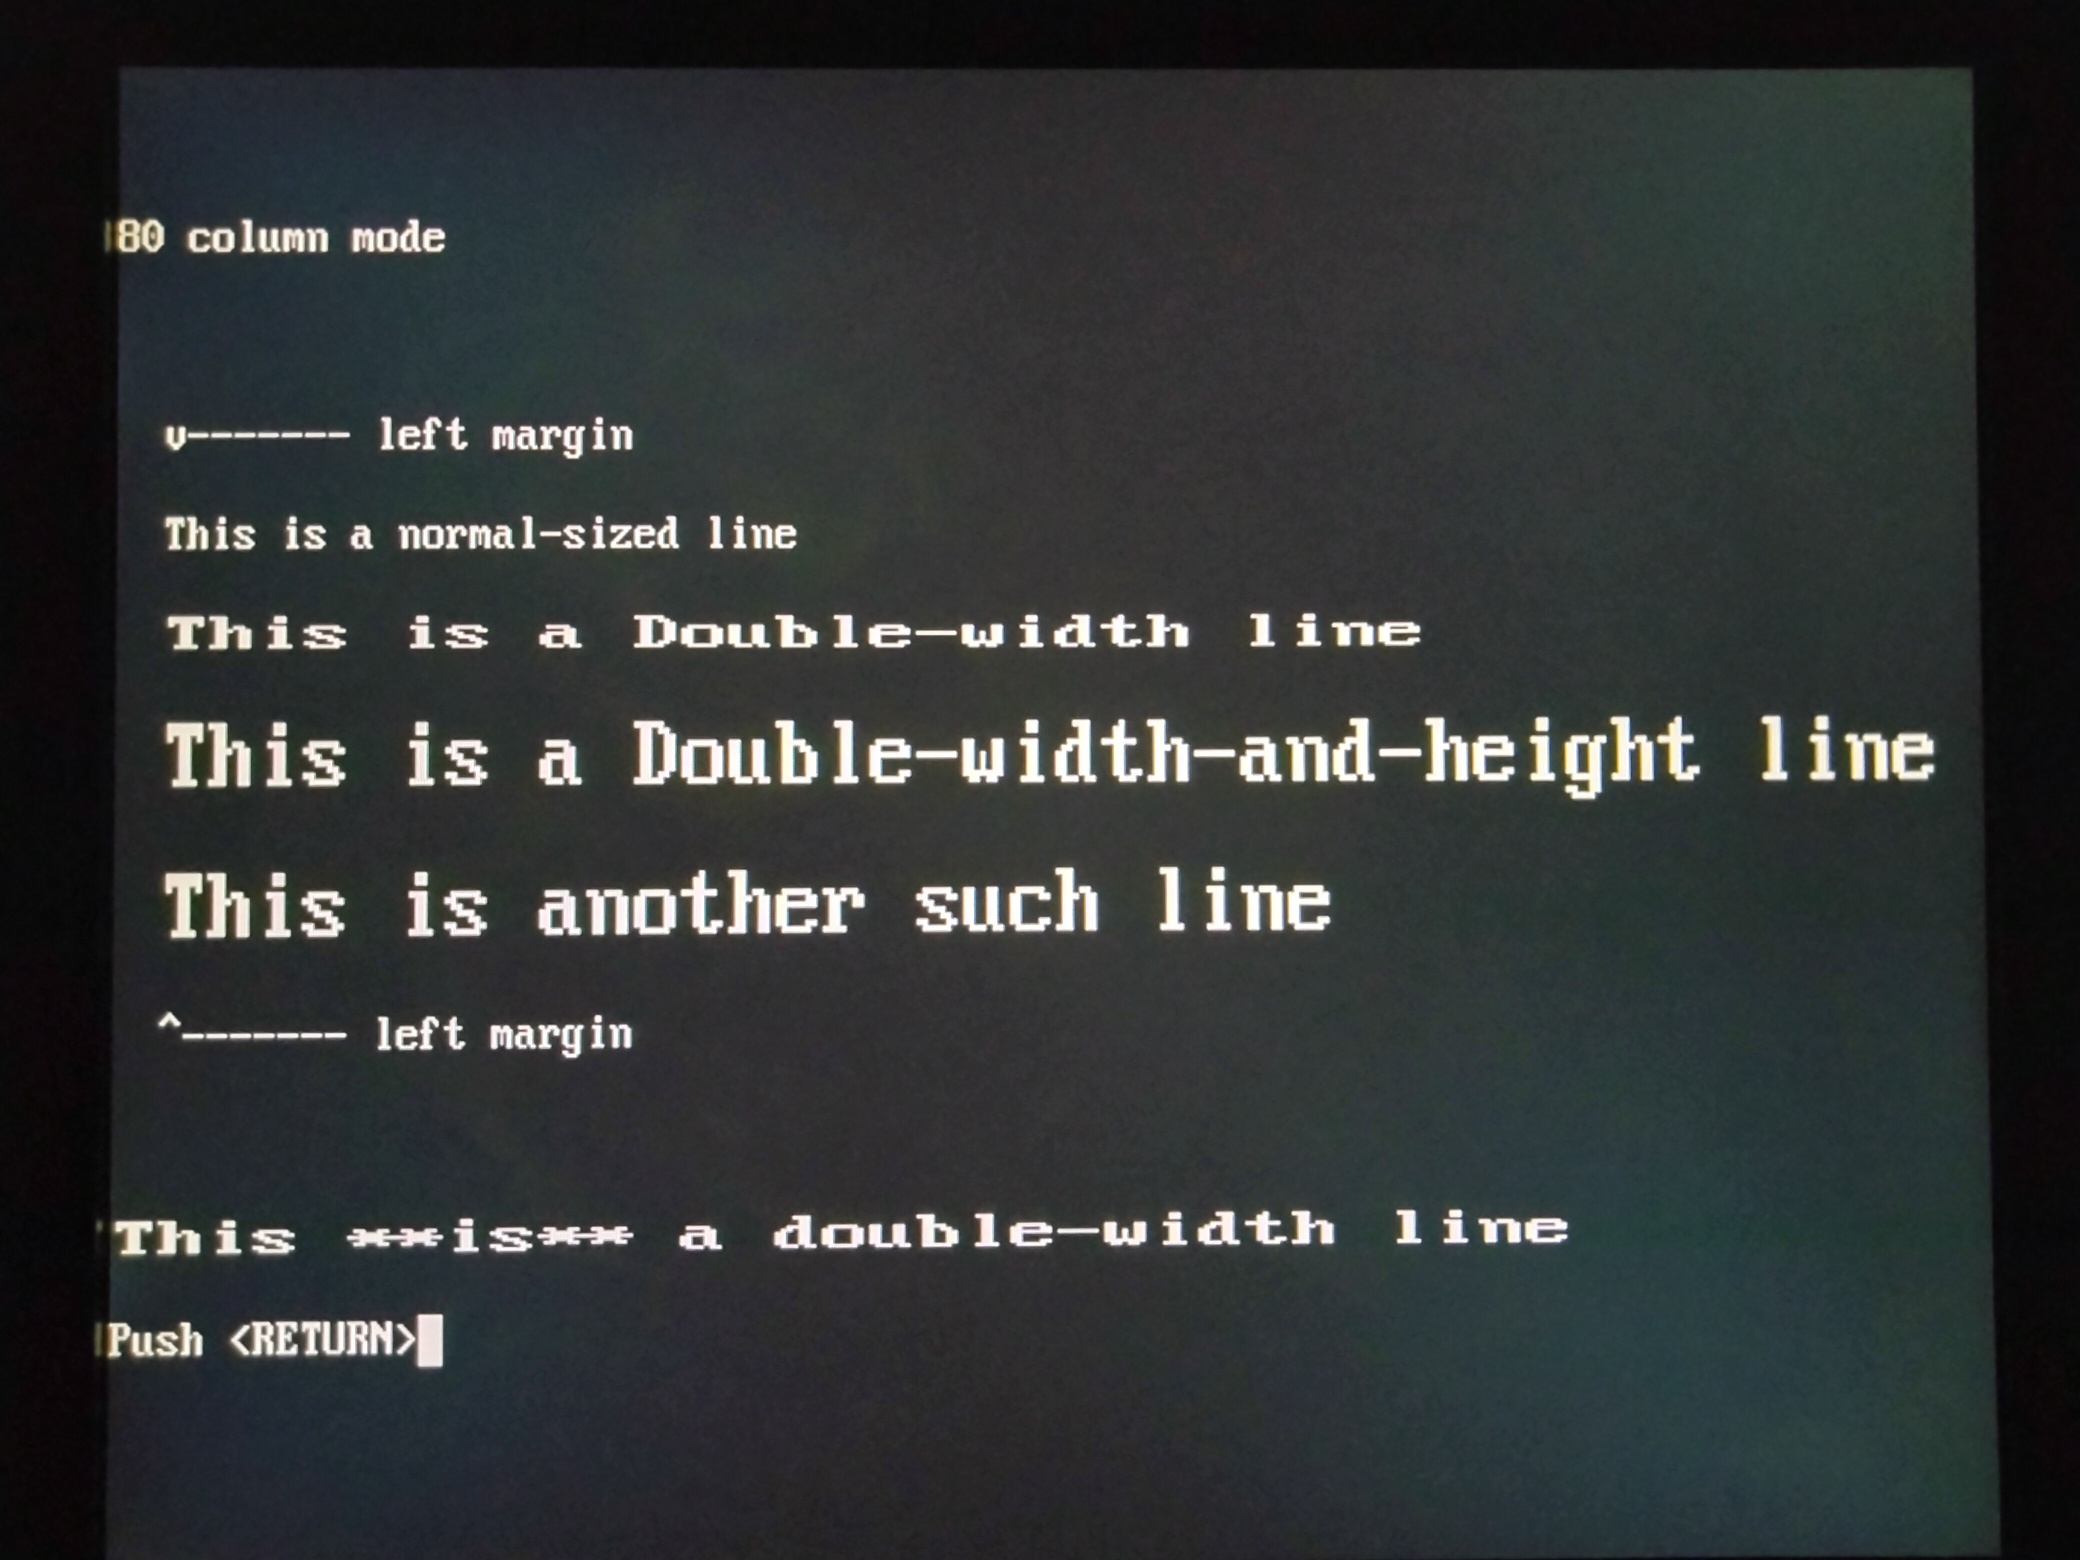 80 column mode
v------- left margin
This is a normal-sized line
This is a Double-width line
This is a Double-width-and-height line
This is another such line
^------- left margin
This **is** a double-width line
Push <RETURN>